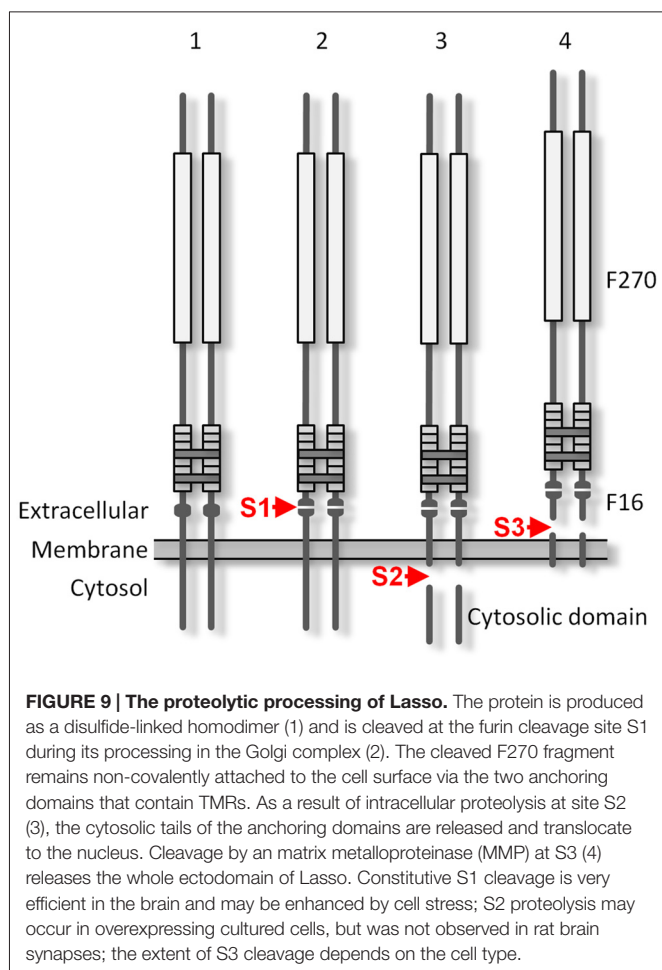 1 2 3 4
F270
F16
Extracellular
S1
S3
Membrane
S2
Cytosol
Cytosolic domain
FIGURE 9 | The proteolytic processing of Lasso. The protein is produced
as a disulfide-linked homodimer (1) and is cleaved at the furin cleavage site S1
during its processing in the Golgi complex (2). The cleaved F270 fragment
remains non-covalently attached to the cell surface via the two anchoring
domains that contain TMRs. As a result of intracellular proteolysis at site S2
(3), the cytosolic tails of the anchoring domains are released and translocate
to the nucleus. Cleavage by an matrix metalloproteinase (MMP) at S3 (4)
releases the whole ectodomain of Lasso. Constitutive S1 cleavage is very
efficient in the brain and may be enhanced by cell stress; S2 proteolysis may
occur in overexpressing cultured cells, but was not observed in rat brain
synapses; the extent of S3 cleavage depends on the cell type.